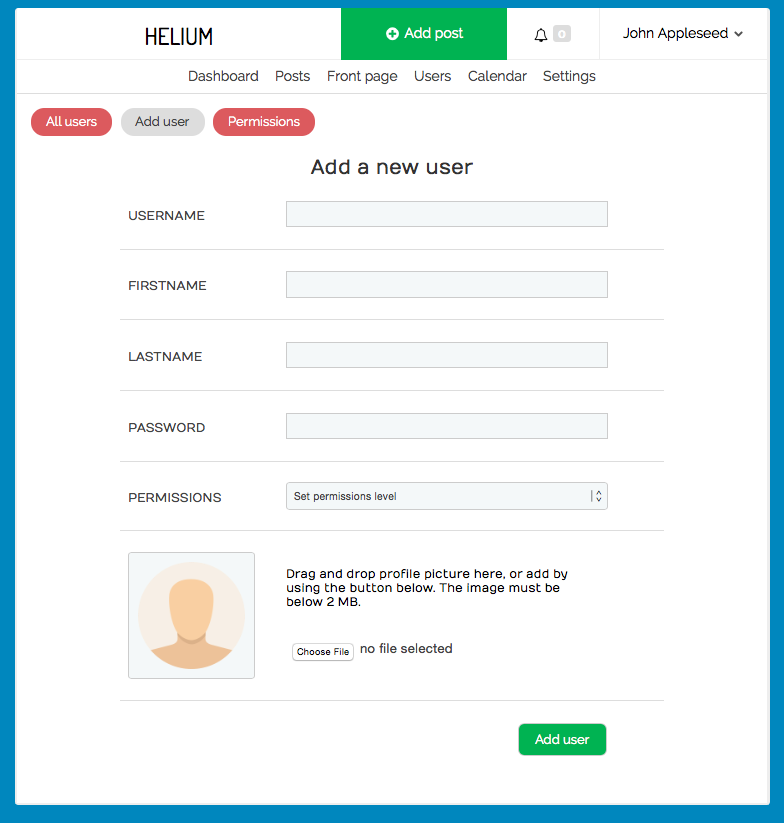 HELIUM
Add post
0
John Appleseed
Dashboard Posts Front page Users Calendar Settings
All users Add user Permissions
Add a new user
USERNAME
FIRSTNAME
LASTNAME
PASSWORD
PERMISSIONS Set permissions level
Drag and drop profile picture here, or add by
using the button below. The image must be
below 2 MB.
Choose File no file selected
Add user